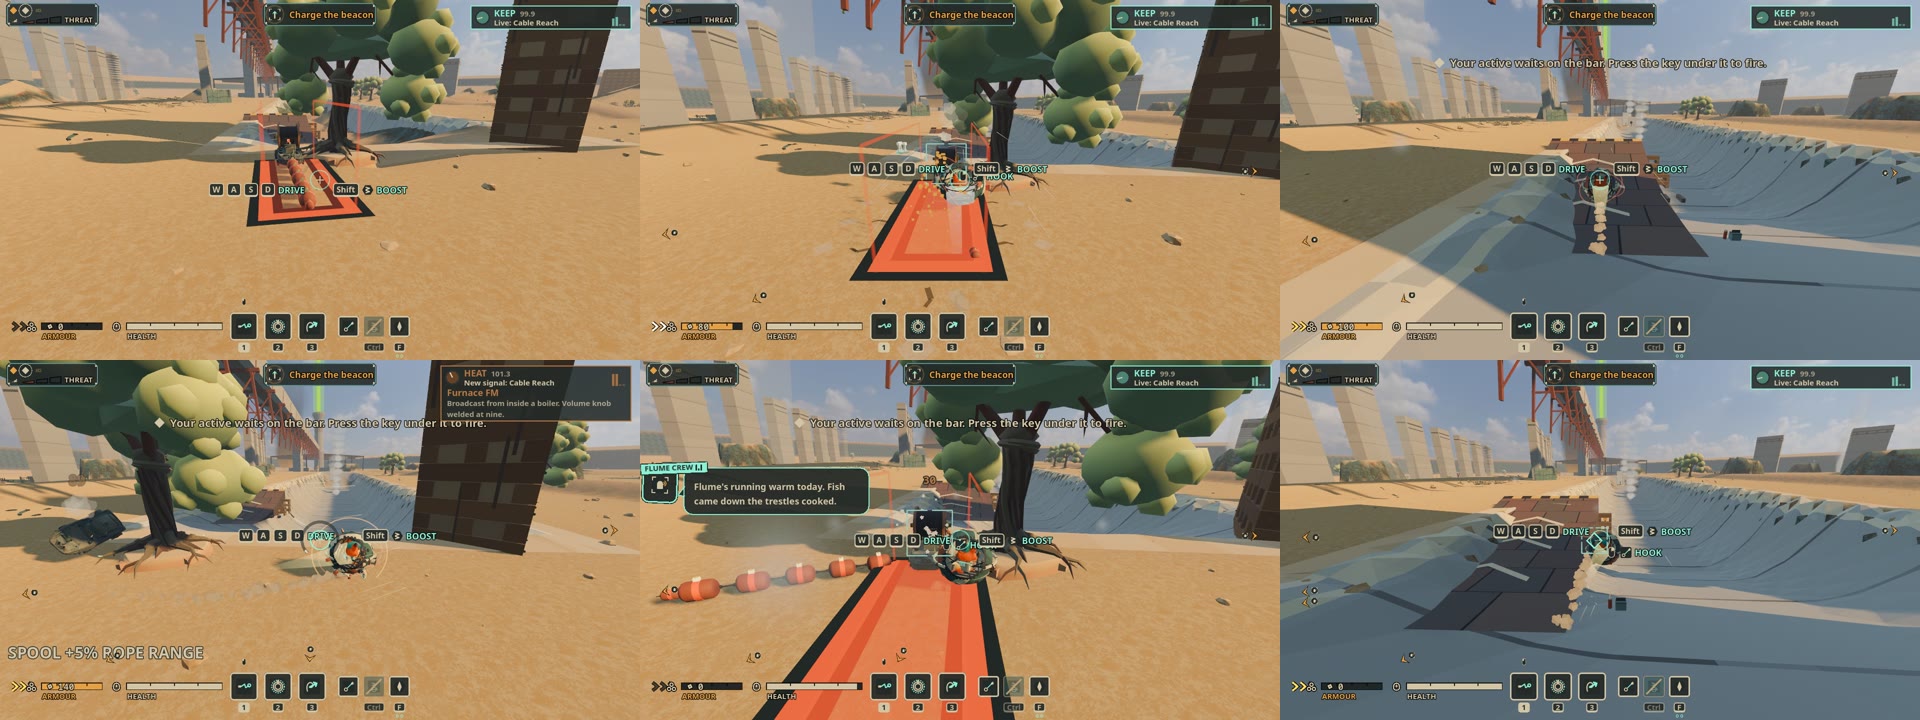 THREAT
Charge the beacon
KEEP 99.9
Live: Cable Reach
W A S D DRIVE Shift BOOST
0
ARMOUR
HEALTH
1 2 3 Ctrl F
THREAT
Charge the beacon
KEEP 99.9
Live: Cable Reach
W A S D DRIVE Shift BOOST
HOOK
80
ARMOUR
HEALTH
1 2 3 Ctrl F
THREAT
Charge the beacon
KEEP 99.9
Live: Cable Reach
Your active waits on the bar. Press the key under it to fire.
W A S D DRIVE Shift BOOST
100
ARMOUR
HEALTH
1 2 3 Ctrl F
THREAT
Charge the beacon
HEAT 101.3
New signal: Cable Reach
Furnace FM
Broadcast from inside a boiler. Volume knob
welded at nine.
Your active waits on the bar. Press the key under it to fire.
W A S D DRIVE Shift BOOST
SPOOL +5% ROPE RANGE
140
ARMOUR
HEALTH
1 2 3 Ctrl F
THREAT
Charge the beacon
KEEP 99.9
Live: Cable Reach
Your active waits on the bar. Press the key under it to fire.
FLUME CREW
Flume's running warm today. Fish
came down the trestles cooked.
30
W A S D DRIVE Shift BOOST
0
ARMOUR
HEALTH
1 2 3 Ctrl F
THREAT
Charge the beacon
KEEP 99.9
Live: Cable Reach
W A S D DRIVE Shift BOOST
HOOK
0
ARMOUR
HEALTH
1 2 3 Ctrl F